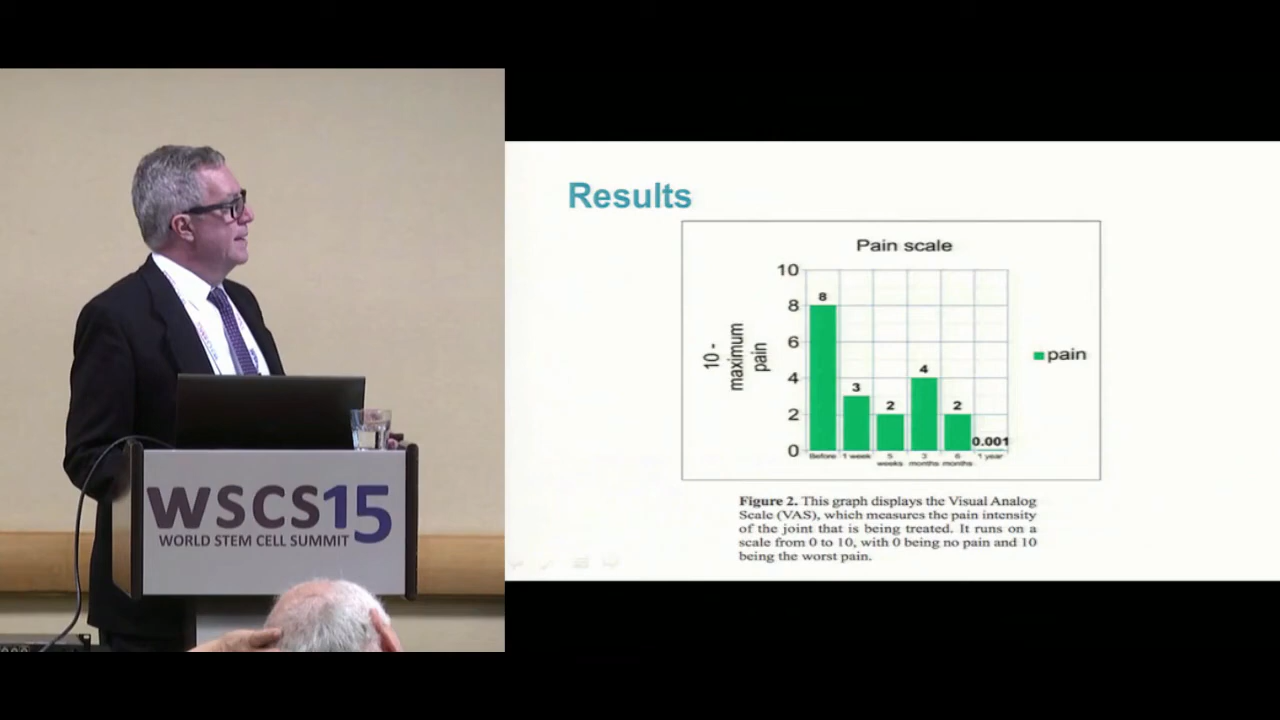 WSCS15
WORLD STEM CELL SUMMIT
Results
Pain scale
10 -
maximum
pain
10
8
6
4
2
0
8
3
2
4
2
0.001
Before
1 week
5
weeks
3
months
6
months
1 year
pain
Figure 2. This graph displays the Visual Analog
Scale (VAS), which measures the pain intensity
of the joint that is being treated. It runs on a
scale from 0 to 10, with 0 being no pain and 10
being the worst pain.